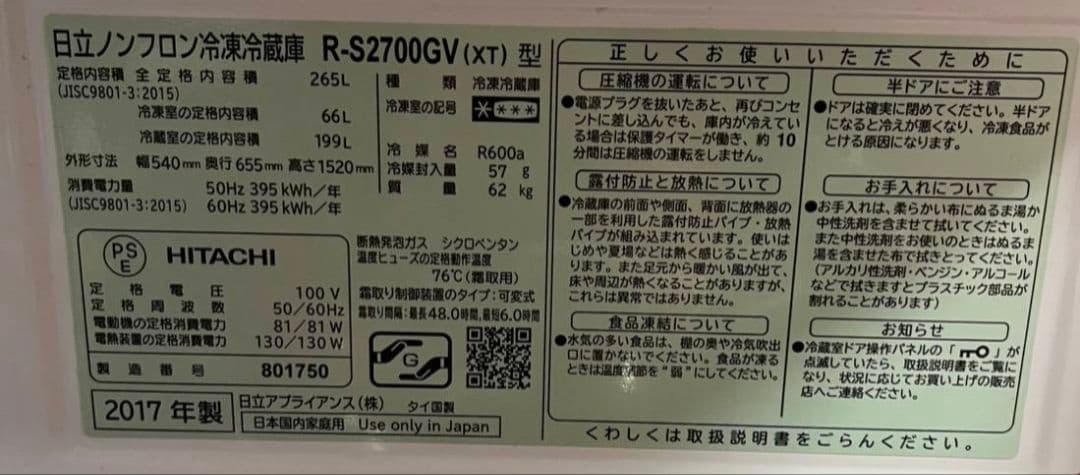 日立ノンフロン冷凍冷蔵庫 R-S2700GV(XT) 型
定格内容積 全定格内容積 265L
(JISC9801-3:2015)
冷凍室の定格内容積 66L
冷蔵室の定格内容積 199L
外形寸法 幅540mm 奥行655mm 高さ1520mm
消費電力量 50Hz 395kWh/年
(JISC9801-3:2015) 60Hz 395kWh/年
種類 冷凍冷蔵庫
冷凍室の記号 ****
冷媒名 R600a
冷媒封入量 57 g
質量 62 kg
PSE HITACHI
定格電圧 100 V
定格周波数 50/60Hz
電動機の定格消費電力 81/81 W
電熱装置の定格消費電力 130/130 W
製造番号 801750
断熱発泡ガス シクロペンタン
温度ヒューズの定格動作温度
76℃(霜取用)
霜取り制御装置のタイプ:可変式
霜取り間隔:最長48.0時間,最短6.0時間
G
2017 年製
日立アプライアンス(株) タイ国製
日本国内家庭用 Use only in Japan
正しくお使いいただくために
圧縮機の運転について
●電源プラグを抜いたあと、再びコンセ
ントに差し込んでも、庫内が冷えてい
る場合は保護タイマーが働き、約10
分間は圧縮機の運転をしません。
露付防止と放熱について
●冷蔵庫の前面や側面、背面に放熱器の
一部を利用した露付防止パイプ・放熱
パイプが組み込まれています。使いは
じめや夏場などは熱く感じることがあ
ります。また足元から暖かい風が出て、
床や周辺が熱くなることがありますが、
これらは異常ではありません。
食品凍結について
●水気の多い食品は、棚の奥や冷気吹出
口に置かないでください。食品が凍る
ときは温度調節を"弱"にしてください。
半ドアにご注意
●ドアは確実に閉めてください。半ドア
になると冷えが悪くなり、冷凍食品が
とける原因になります。
お手入れについて
●お手入れは、柔らかい布にぬるま湯か
中性洗剤を含ませて拭いてください。
また中性洗剤をお使いのときはぬるま
湯を含ませた布で拭きとってください。
(アルカリ性洗剤・ベンジン・アルコール
などで拭きますとプラスチック部品が
割れることがあります)
お知らせ
●冷蔵室ドア操作パネルの「」が
点滅していたら、取扱説明書をご覧に
なり、状況に応じてお買い上げの販売
店へご連絡ください。
くわしくは取扱説明書をごらんください。